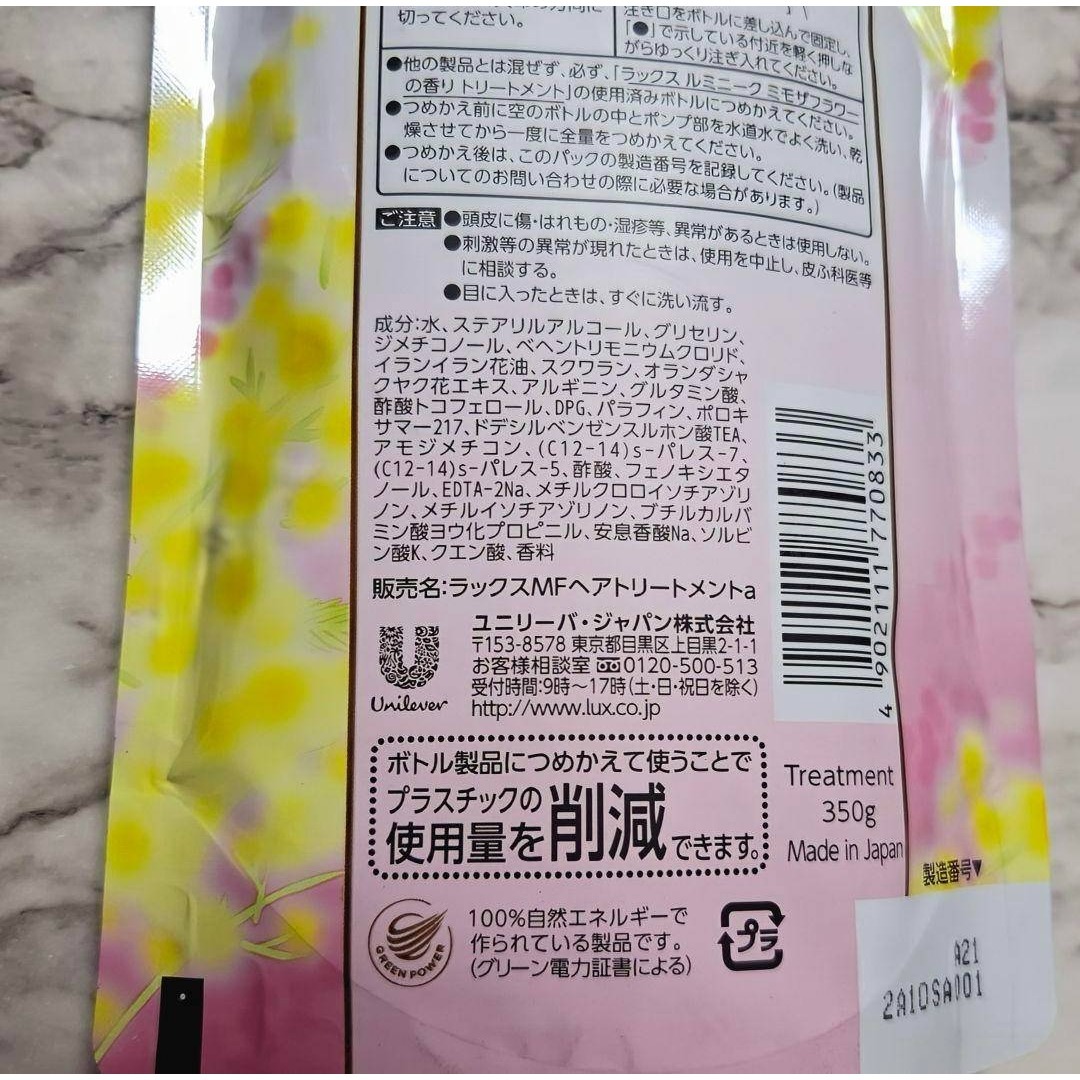 切ってください。
注ぎ口をボトルに差し込んで固定し、
「●」で示している付近を軽く押しな
がらゆっくり注ぎ入れてください。
●他の製品とは混ぜず、必ず、「ラックス ルミニーク ミモザフラワー
の香り トリートメント」の使用済みボトルにつめかえてください。
●つめかえ前に空のボトルの中とポンプ部を水道水でよく洗い、乾
燥させてから一度に全量をつめかえてください。
●つめかえ後は、このパックの製造番号を記録してください。(製品
についてのお問い合わせの際に必要な場合があります。)
ご注意 ●頭皮に傷・はれもの・湿疹等、異常があるときは使用しない。
●刺激等の異常が現れたときは、使用を中止し、皮ふ科医等
に相談する。
●目に入ったときは、すぐに洗い流す。
成分:水、ステアリルアルコール、グリセリン、
ジメチコノール、ベヘントリモニウムクロリド、
イランイラン花油、スクワラン、オランダシャ
クヤク花エキス、アルギニン、グルタミン酸、
酢酸トコフェロール、DPG、パラフィン、ポロキ
サマー217、ドデシルベンゼンスルホン酸TEA、
アモジメチコン、(C12-14)s-パレス-7、
(C12-14)s-パレス-5、酢酸、フェノキシエタ
ノール、EDTA-2Na、メチルクロロイソチアゾリ
ノン、メチルイソチアゾリノン、ブチルカルバ
ミン酸ヨウ化プロピニル、安息香酸Na、ソルビ
ン酸K、クエン酸、香料
販売名:ラックスMFヘアトリートメントa
ユニリーバ・ジャパン株式会社
〒153-8578 東京都目黒区上目黒2-1-1
お客様相談室 0120-500-513
受付時間:9時〜17時(土・日・祝日を除く)
http://www.lux.co.jp
Unilever
4 902111 770833
ボトル製品につめかえて使うことで
プラスチックの
使用量を削減できます。
Treatment
350g
Made in Japan
製造番号▼
100%自然エネルギーで
作られている製品です。
(グリーン電力証書による)
GREEN POWER
プラ
A21
2A10SA001